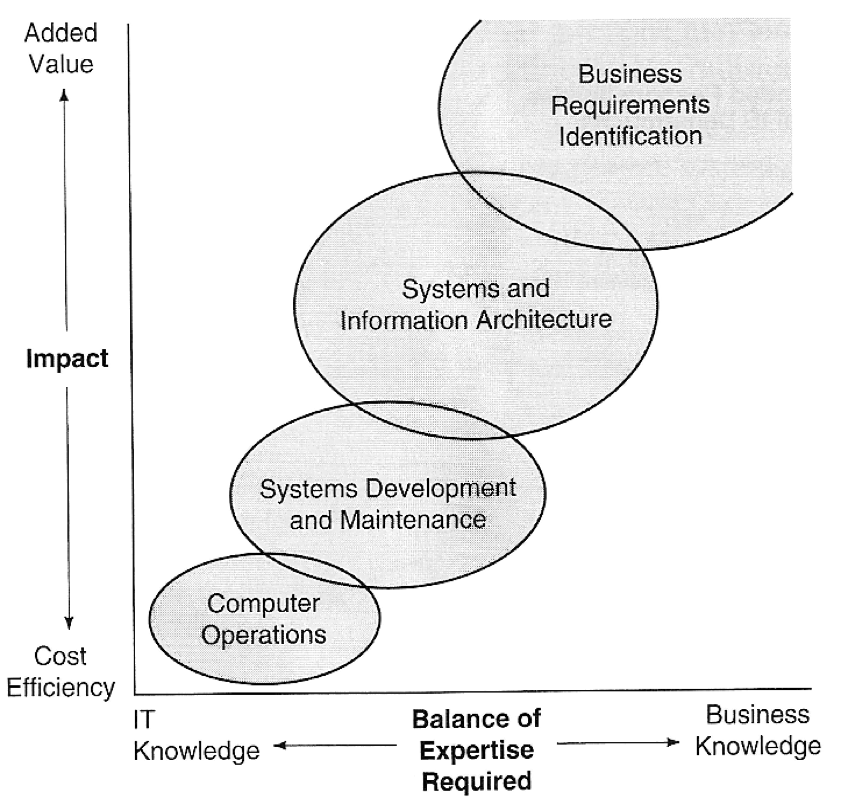 Added
Value
Business
Requirements
Identification
Systems and
Information Architecture
Impact
Systems Development
and Maintenance
Computer
Operations
Cost
Efficiency
IT
Knowledge
Balance of
Expertise
Required
Business
Knowledge